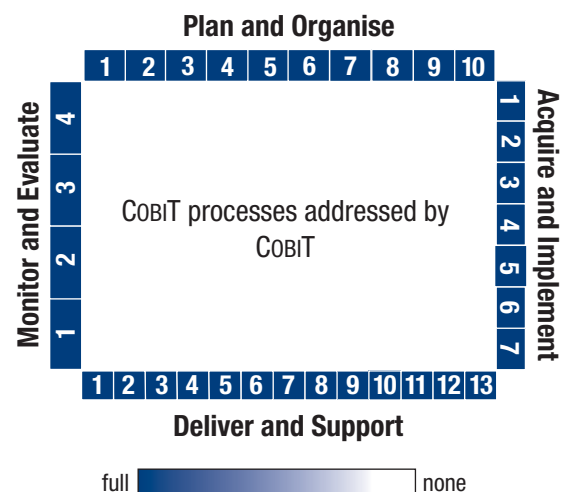 Plan and Organise
1 2 3 4 5 6 7 8 9 10
Monitor and Evaluate
4
3
2
1
COBIT processes addressed by
COBIT
1
2
3
4
5
6
7
Acquire and Implement
1 2 3 4 5 6 7 8 9 10 11 12 13
Deliver and Support
full none